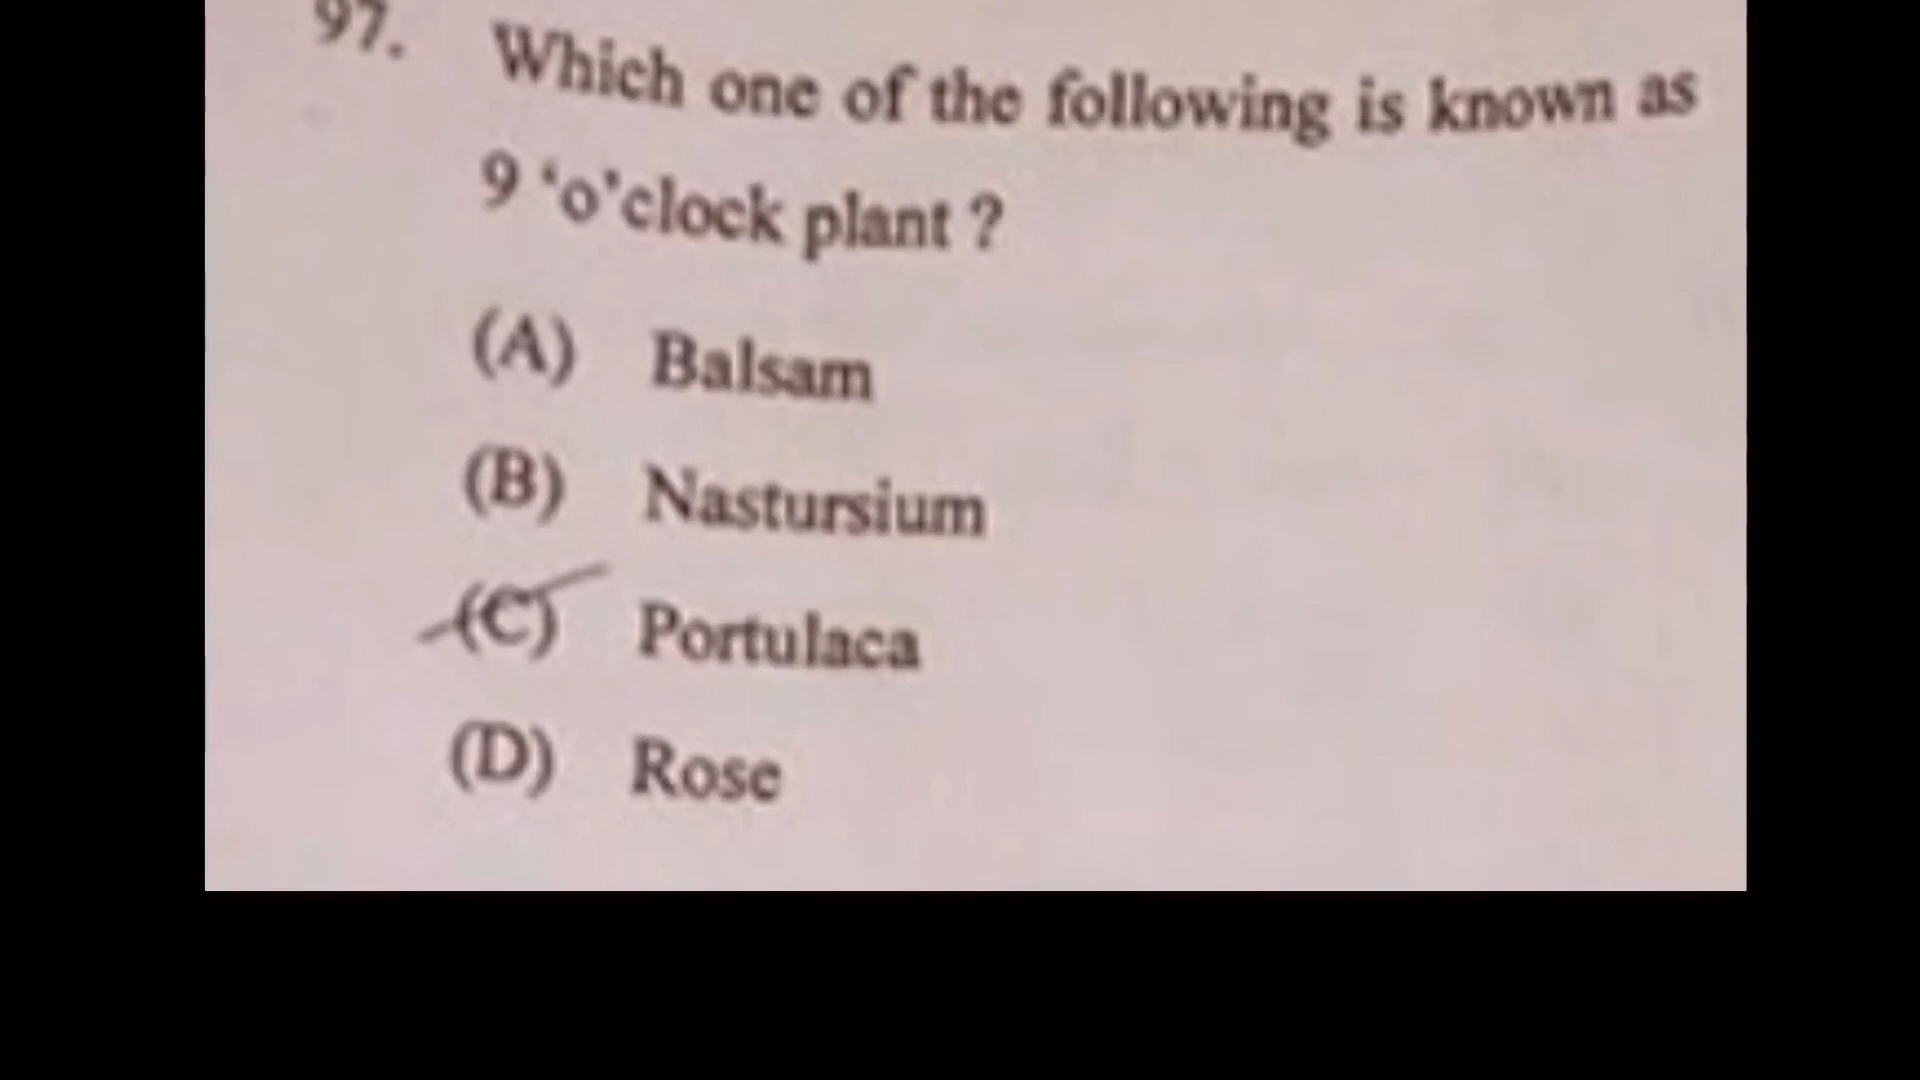 97. Which one of the following is known as
9 ‘o’clock plant ?
(A) Balsam
(B) Nastursium
(C) Portulaca
(D) Rose